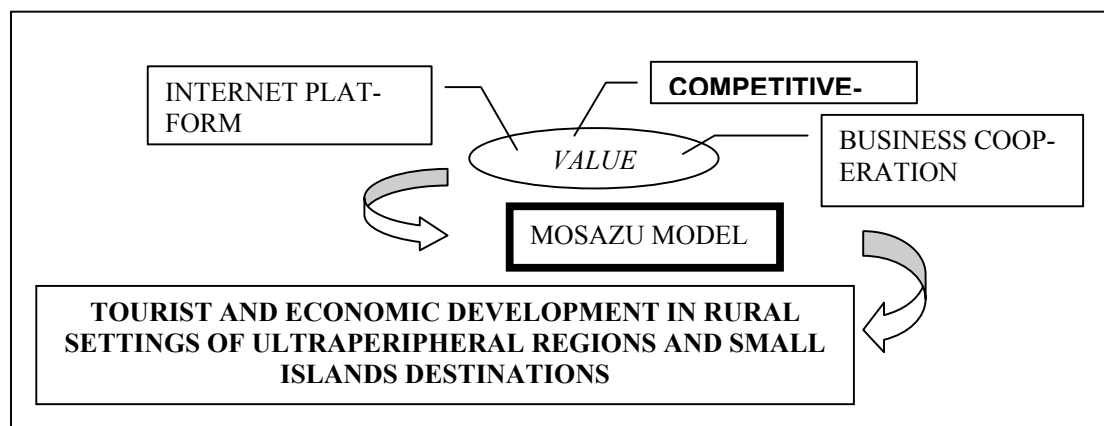 INTERNET PLAT-
FORM
COMPETITIVE-
VALUE
BUSINESS COOP-
ERATION
MOSAZU MODEL
TOURIST AND ECONOMIC DEVELOPMENT IN RURAL
SETTINGS OF ULTRAPERIPHERAL REGIONS AND SMALL
ISLANDS DESTINATIONS